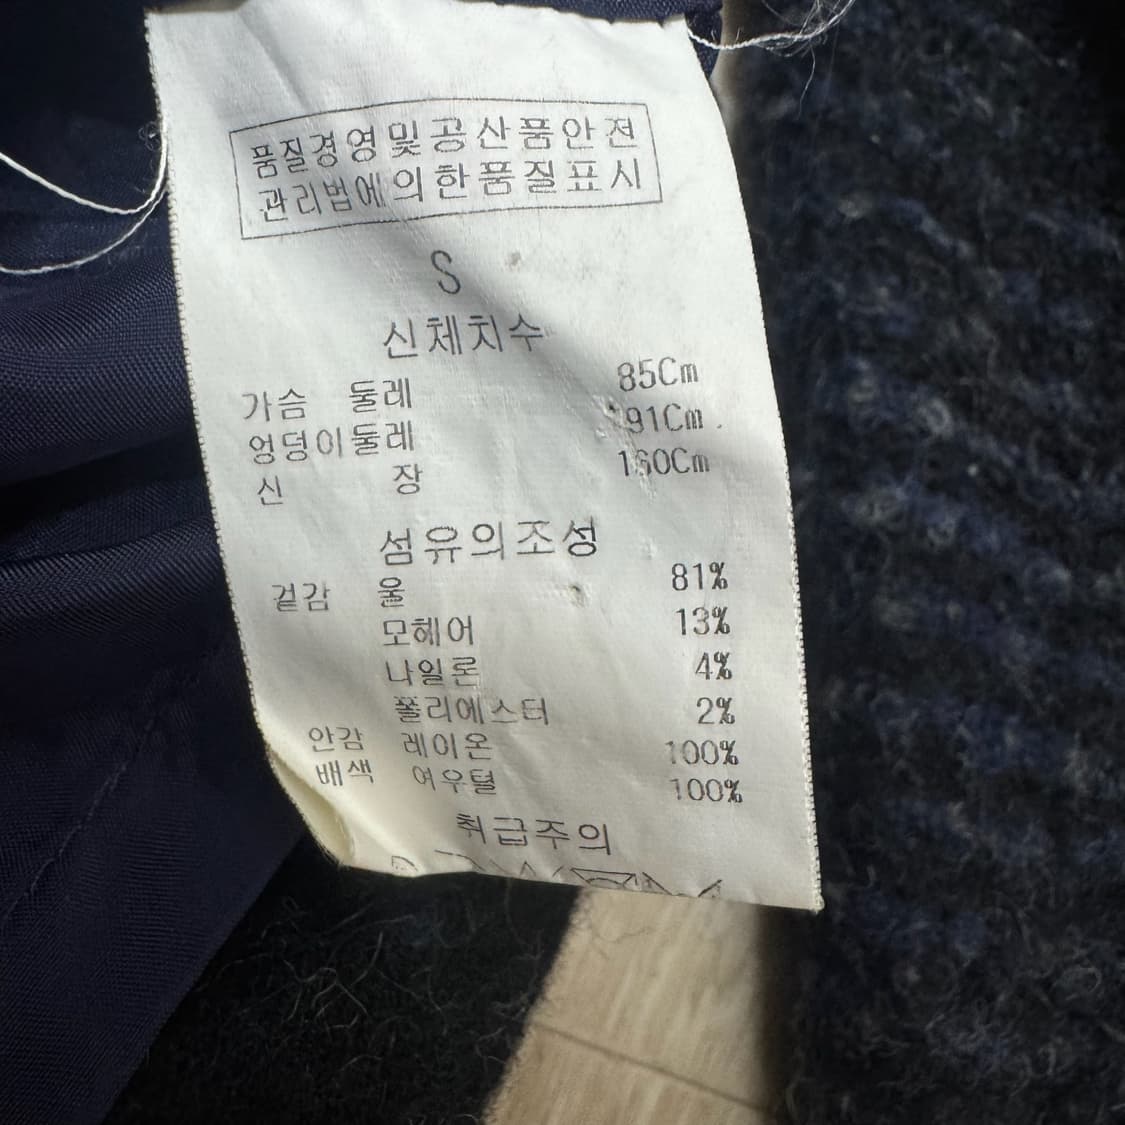 품질경영및공산품안전
관리법에의한품질표시
S
신체치수
가슴 둘레 85Cm
엉덩이둘레 91Cm
신 장 160Cm
섬유의조성
겉감 울 81%
모헤어 13%
나일론 4%
폴리에스터 2%
안감 레이온 100%
배색 여우털 100%
취급주의